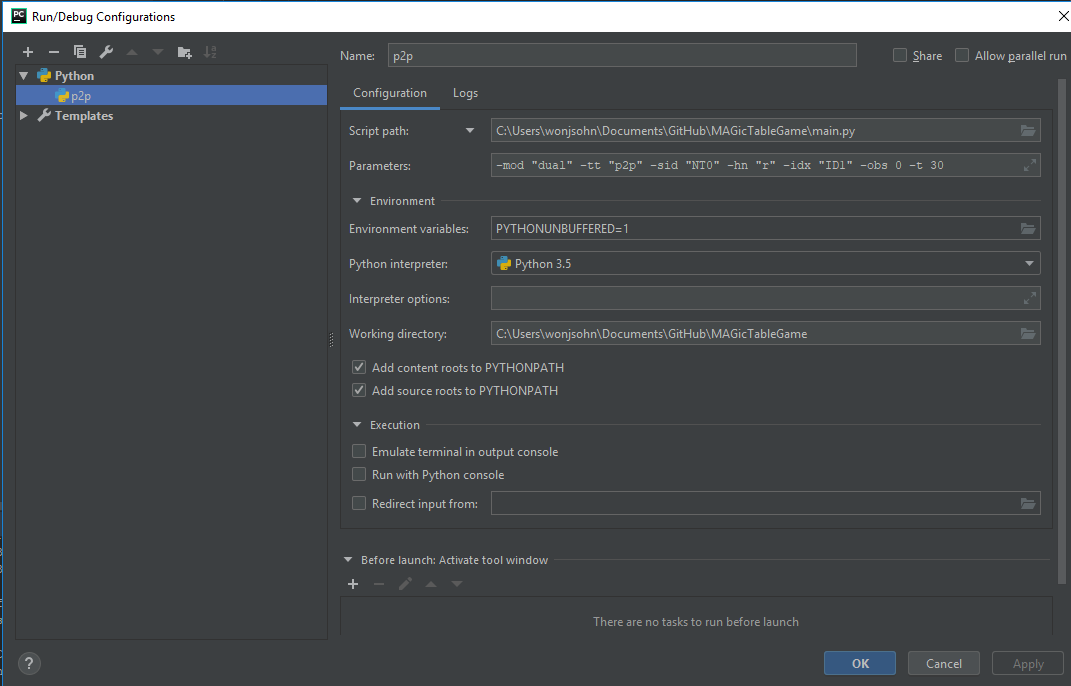 PC Run/Debug Configurations
Python
p2p
Templates
Name: p2p Share Allow parallel run
Configuration Logs
Script path: C:\Users\wonjsohn\Documents\GitHub\MAGicTableGame\main.py
Parameters: -mod "dual" -tt "p2p" -sid "NT0" -hn "r" -idx "ID1" -obs 0 -t 30
Environment
Environment variables: PYTHONUNBUFFERED=1
Python interpreter: Python 3.5
Interpreter options:
Working directory: C:\Users\wonjsohn\Documents\GitHub\MAGicTableGame
Add content roots to PYTHONPATH
Add source roots to PYTHONPATH
Execution
Emulate terminal in output console
Run with Python console
Redirect input from:
Before launch: Activate tool window
There are no tasks to run before launch
? OK Cancel Apply